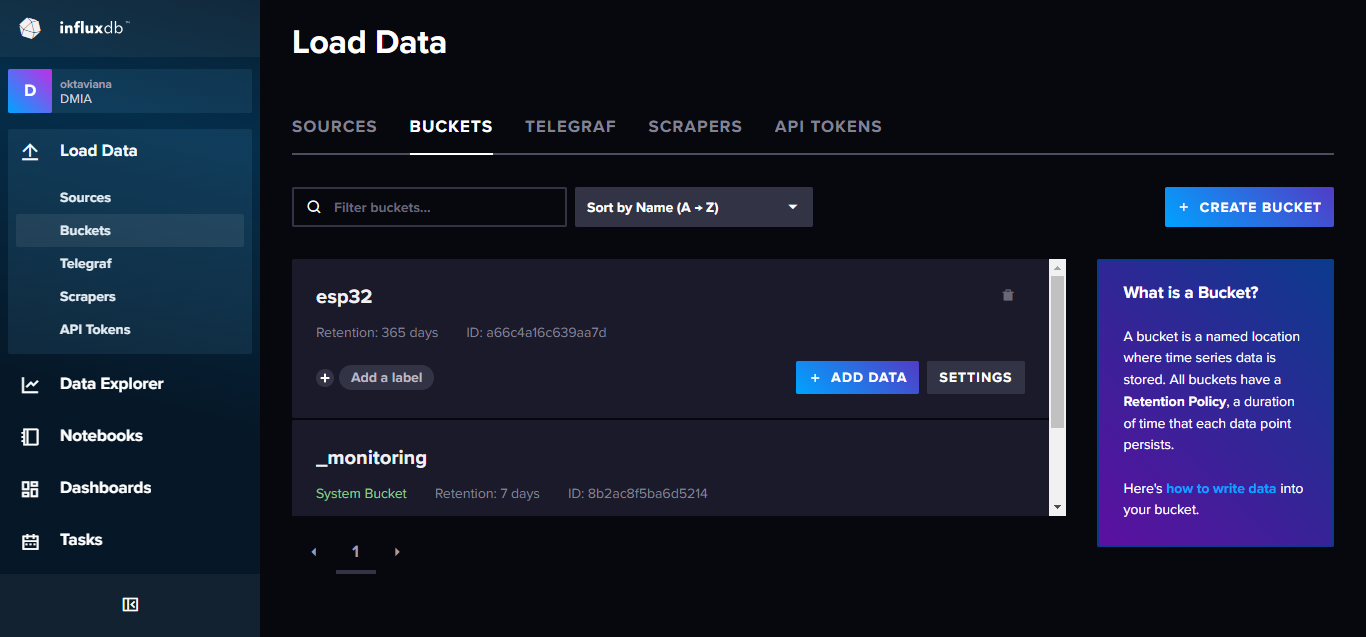 influxdb™
D
oktaviana
DMIA
Load Data
Sources
Buckets
Telegraf
Scrapers
API Tokens
Data Explorer
Notebooks
Dashboards
Tasks
Load Data
SOURCES BUCKETS TELEGRAF SCRAPERS API TOKENS
Filter buckets... Sort by Name (A → Z) + CREATE BUCKET
esp32
Retention: 365 days ID: a66c4a16c639aa7d
+ Add a label + ADD DATA SETTINGS
_monitoring
System Bucket Retention: 7 days ID: 8b2ac8f5ba6d5214
1
What is a Bucket?
A bucket is a named location
where time series data is
stored. All buckets have a
Retention Policy, a duration
of time that each data point
persists.
Here's how to write data into
your bucket.